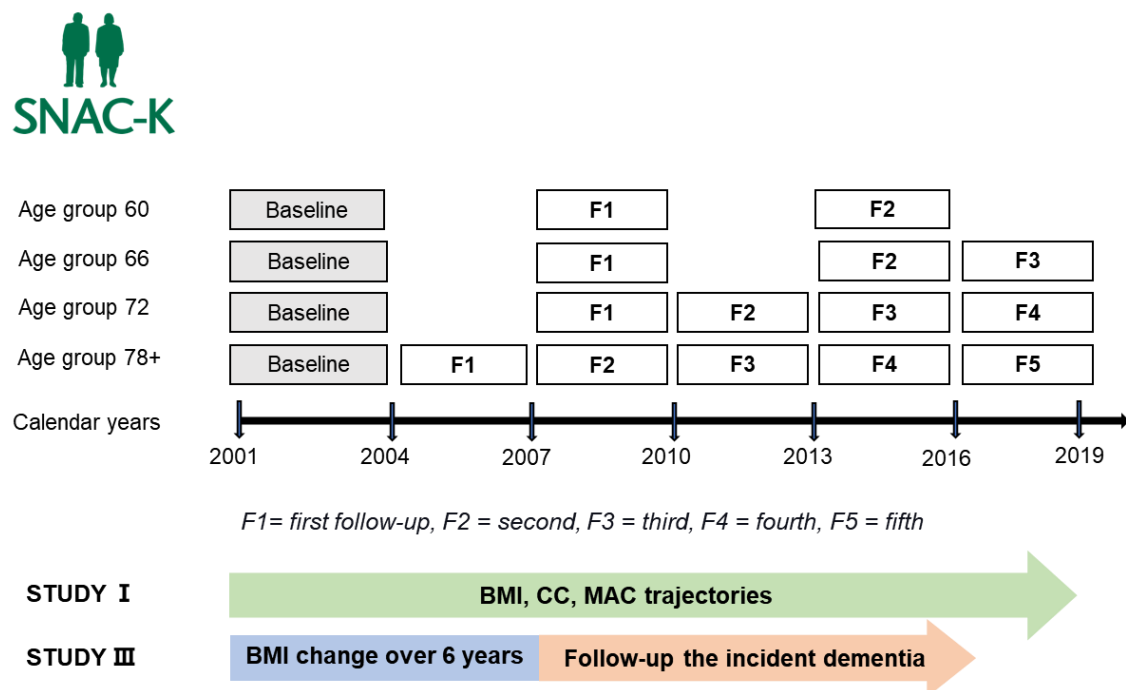 SNAC-K
Age group 60 Baseline F1 F2
Age group 66 Baseline F1 F2 F3
Age group 72 Baseline F1 F2 F3 F4
Age group 78+ Baseline F1 F2 F3 F4 F5
Calendar years
2001 2004 2007 2010 2013 2016 2019
F1= first follow-up, F2 = second, F3 = third, F4 = fourth, F5 = fifth
STUDY Ⅰ BMI, CC, MAC trajectories
STUDY Ⅲ BMI change over 6 years Follow-up the incident dementia